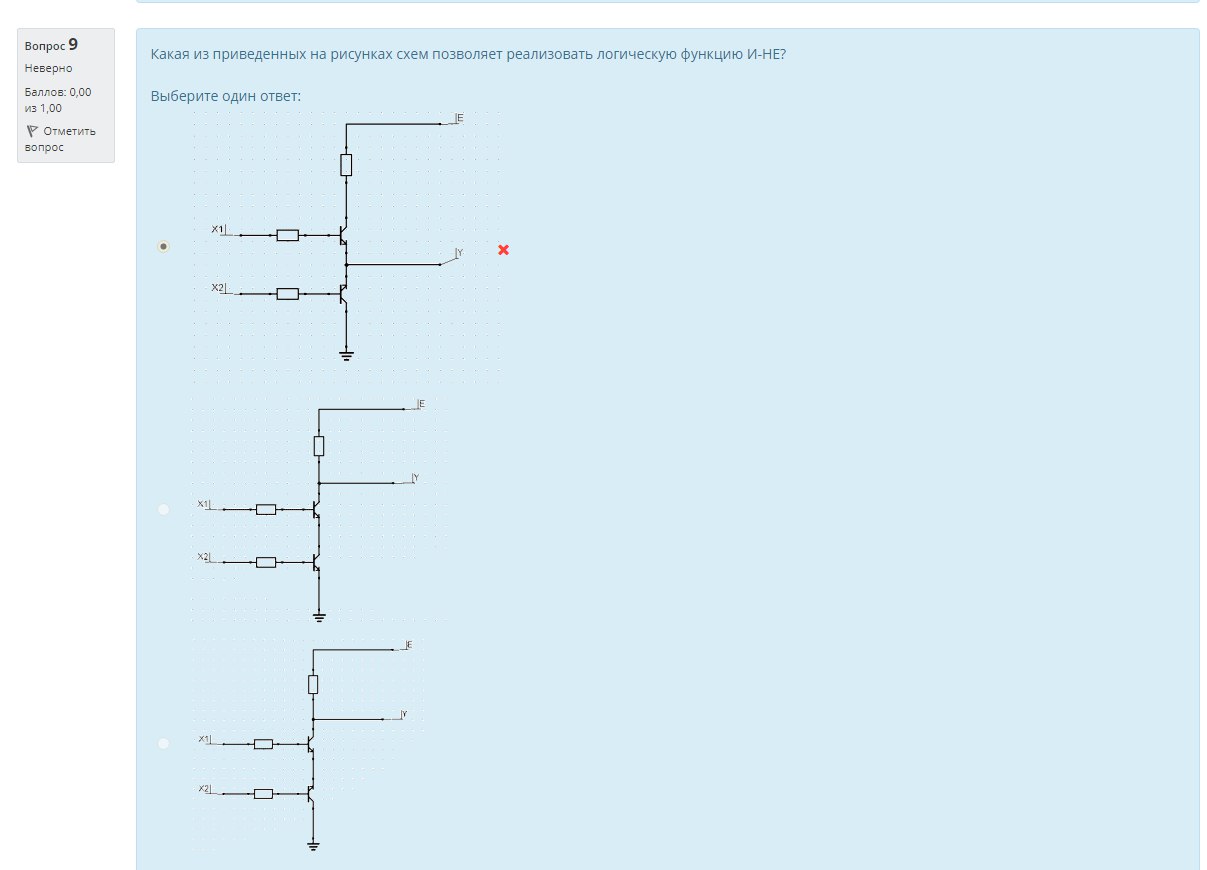 Вопрос 9
Неверно
Баллов: 0,00
из 1,00
Отметить
вопрос
Какая из приведенных на рисунках схем позволяет реализовать логическую функцию И-НЕ?
Выберите один ответ:
E
X1
Y
X2
E
Y
X1
X2
E
Y
X1
X2